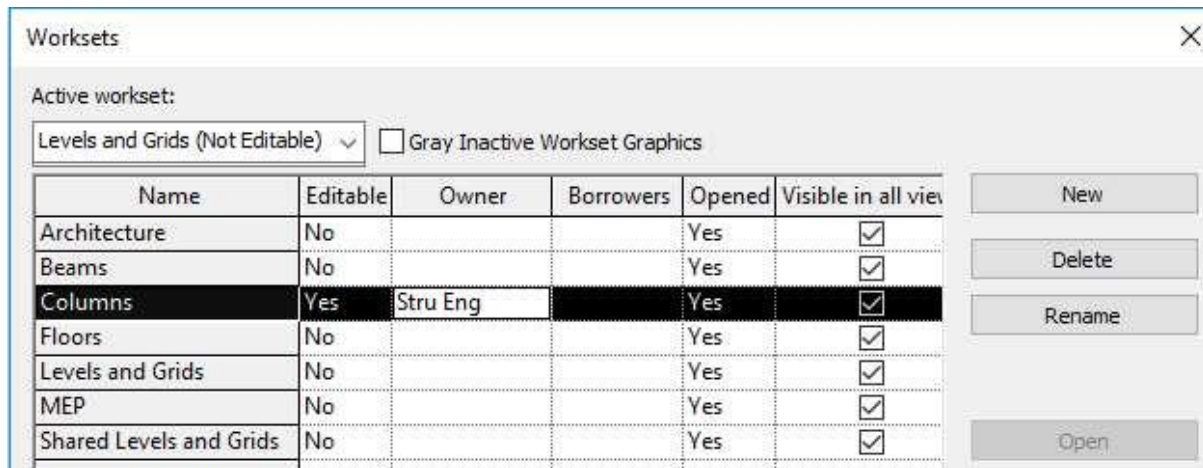 Worksets
Active workset:
Levels and Grids (Not Editable) Gray Inactive Workset Graphics
Name Editable Owner Borrowers Opened Visible in all view New
Architecture No Yes
Beams No Yes Delete
Columns Yes Stru Eng Yes Rename
Floors No Yes
Levels and Grids No Yes
MEP No Yes
Shared Levels and Grids No Yes Open